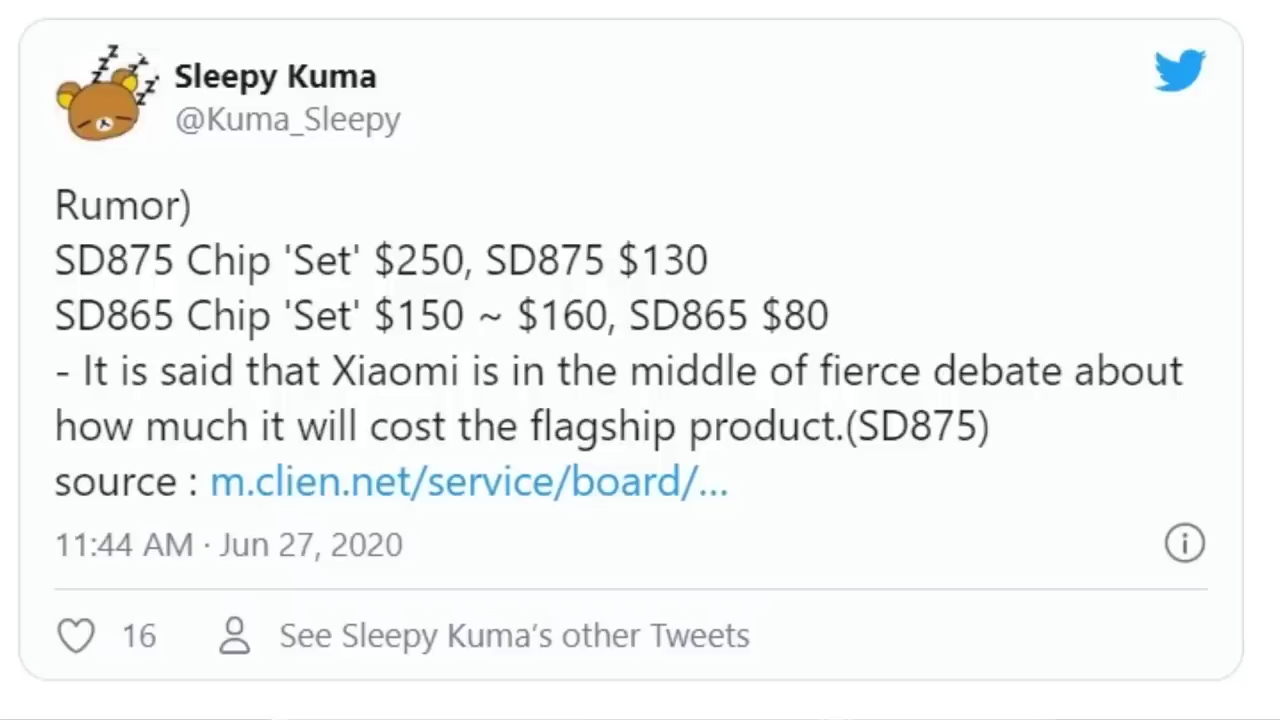 Sleepy Kuma
@Kuma_Sleepy
Rumor)
SD875 Chip 'Set' $250, SD875 $130
SD865 Chip 'Set' $150 ~ $160, SD865 $80
- It is said that Xiaomi is in the middle of fierce debate about
how much it will cost the flagship product.(SD875)
source : m.clien.net/service/board/...
11:44 AM · Jun 27, 2020
16 See Sleepy Kuma's other Tweets